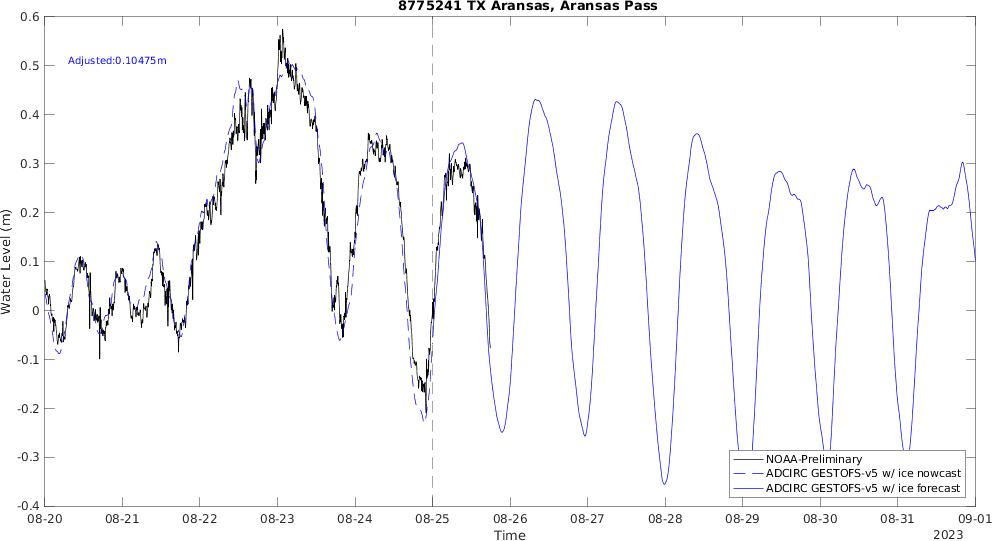 8775241 TX Aransas, Aransas Pass
Adjusted:0.10475m
Water Level (m)
0.6
0.5
0.4
0.3
0.2
0.1
0
-0.1
-0.2
-0.3
-0.4
NOAA-Preliminary
ADCIRC GESTOFS-v5 w/ ice nowcast
ADCIRC GESTOFS-v5 w/ ice forecast
08-20 08-21 08-22 08-23 08-24 08-25 08-26 08-27 08-28 08-29 08-30 08-31 09-01
Time
2023